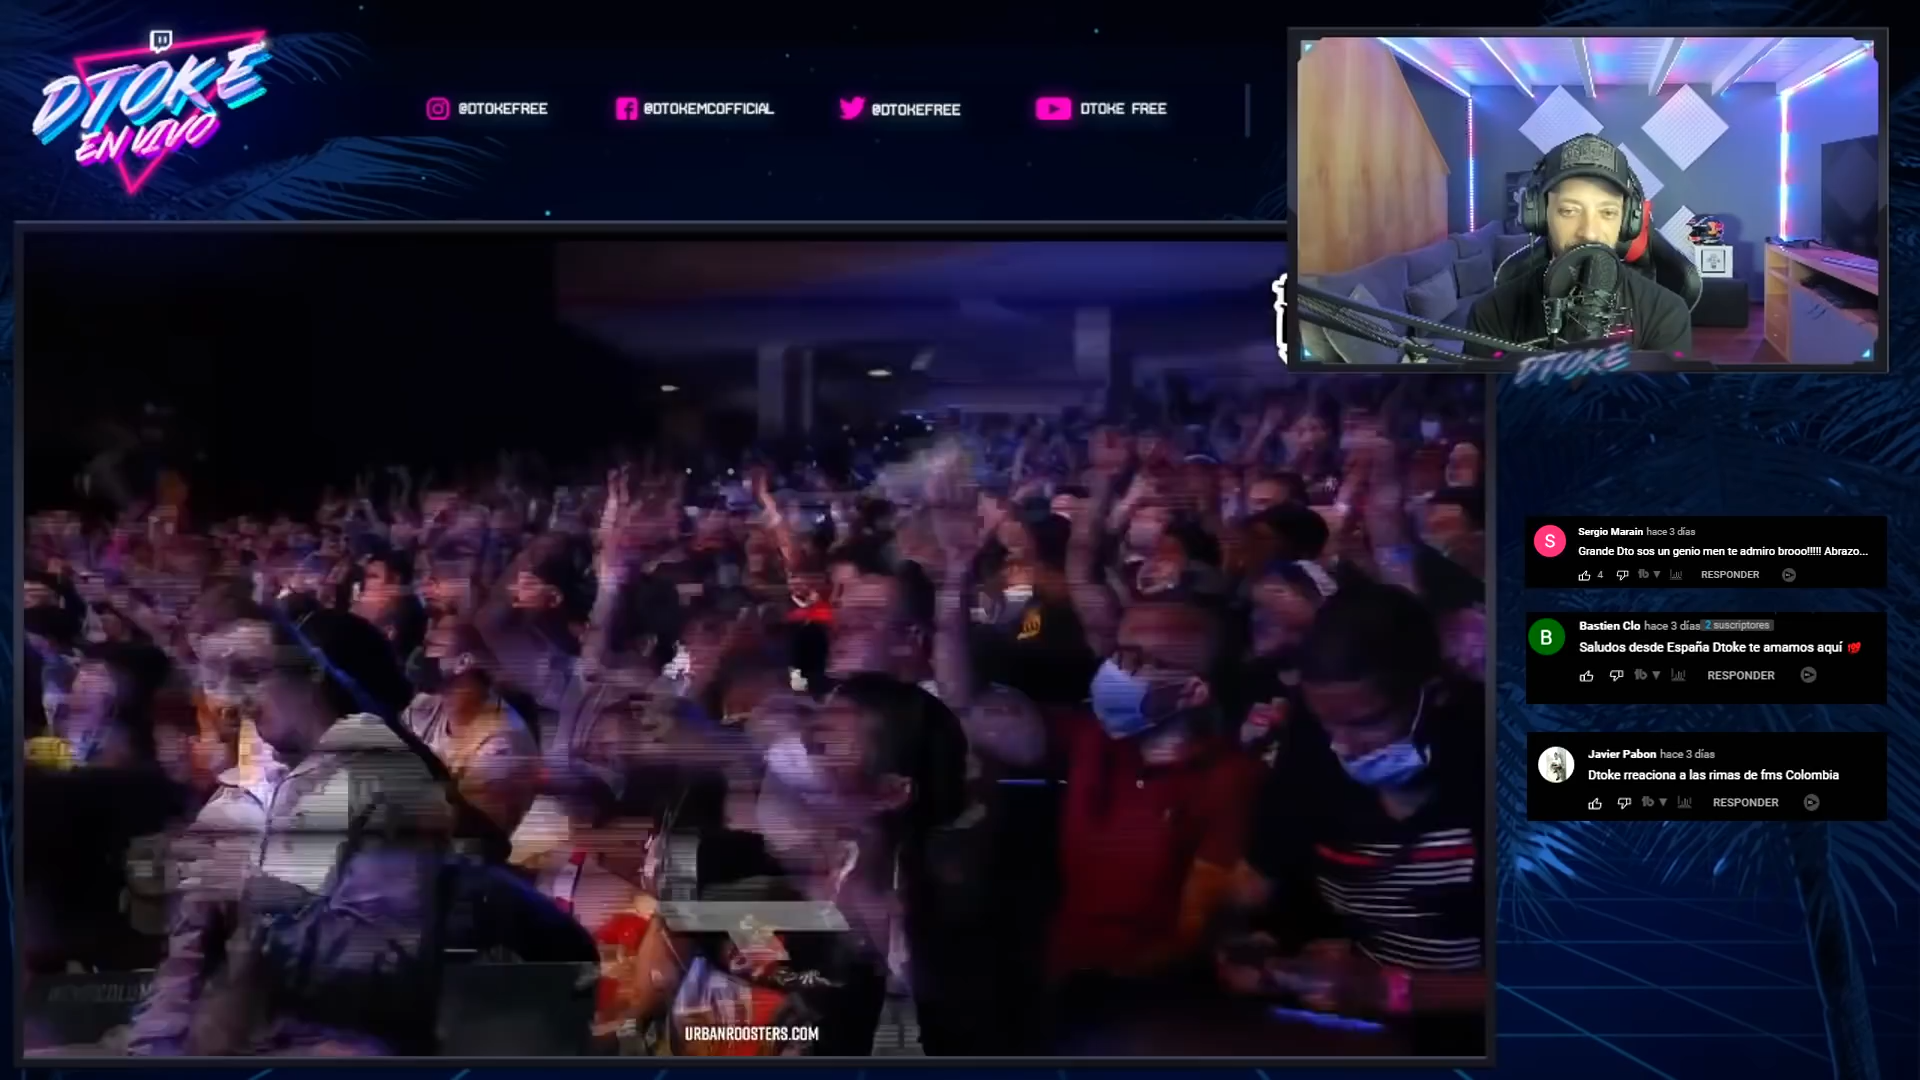 DTOKE
EN VIVO
@DTOKEFREE
@DTOKEMCOFFICIAL
@DTOKEFREE
DTOKE FREE
DTOKE
Sergio Marain hace 3 días
Grande Dto sos un genio men te admiro brooo!!!!! Abrazo...
4
RESPONDER
Bastien Clo hace 3 días 2 suscriptores
Saludos desde España Dtoke te amamos aquí 💯
RESPONDER
Javier Pabon hace 3 días
Dtoke rreaciona a las rimas de fms Colombia
RESPONDER
URBANROOSTERS.COM